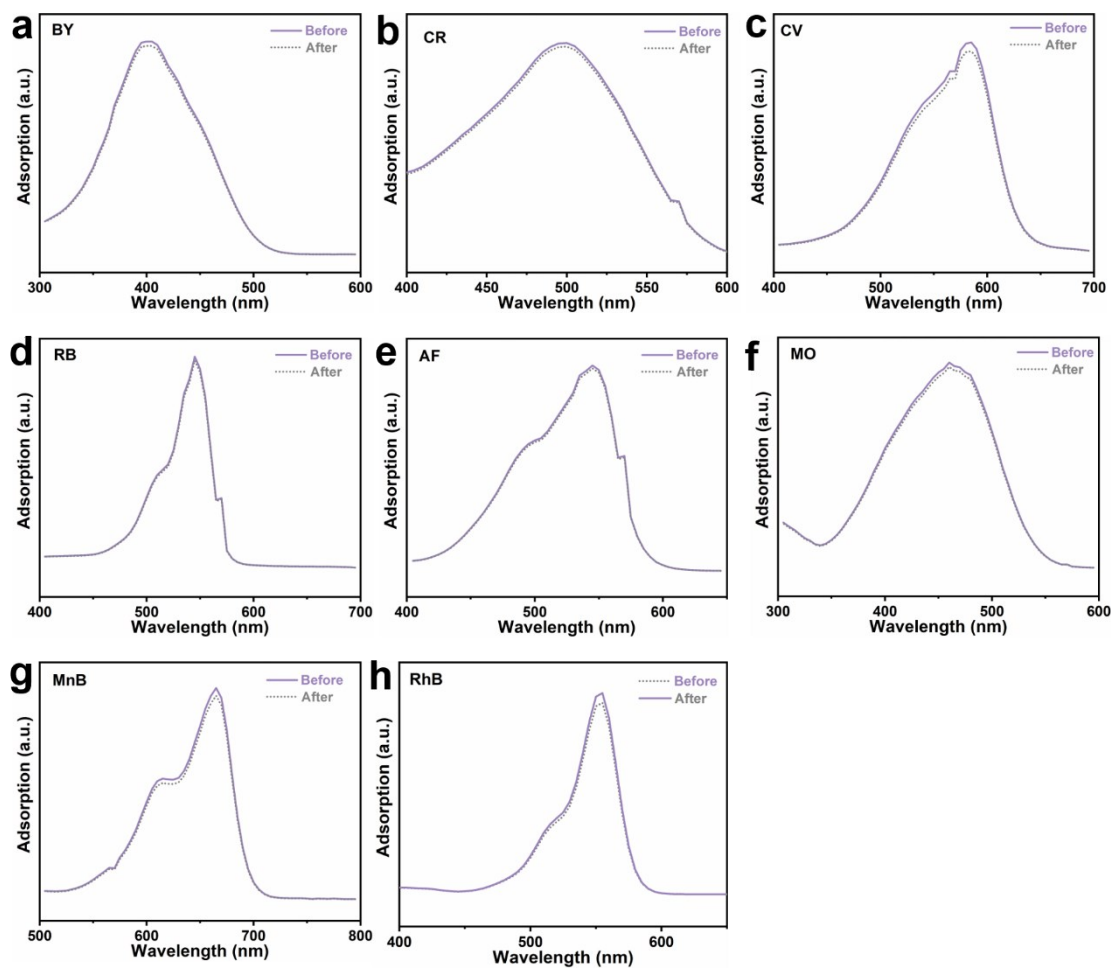 a
BY
Before
After
Adsorption (a.u.)
300 400 500 600
Wavelength (nm)
b
CR
Before
After
Adsorption (a.u.)
400 450 500 550 600
Wavelength (nm)
c
CV
Before
After
Adsorption (a.u.)
400 500 600 700
Wavelength (nm)
d
RB
Before
After
Adsorption (a.u.)
400 500 600 700
Wavelength (nm)
e
AF
Before
After
Adsorption (a.u.)
400 500 600
Wavelength (nm)
f
MO
Before
After
Adsorption (a.u.)
300 400 500 600
Wavelength (nm)
g
MnB
Before
After
Adsorption (a.u.)
500 600 700 800
Wavelength (nm)
h
RhB
Before
After
Adsorption (a.u.)
400 500 600
Wavelength (nm)